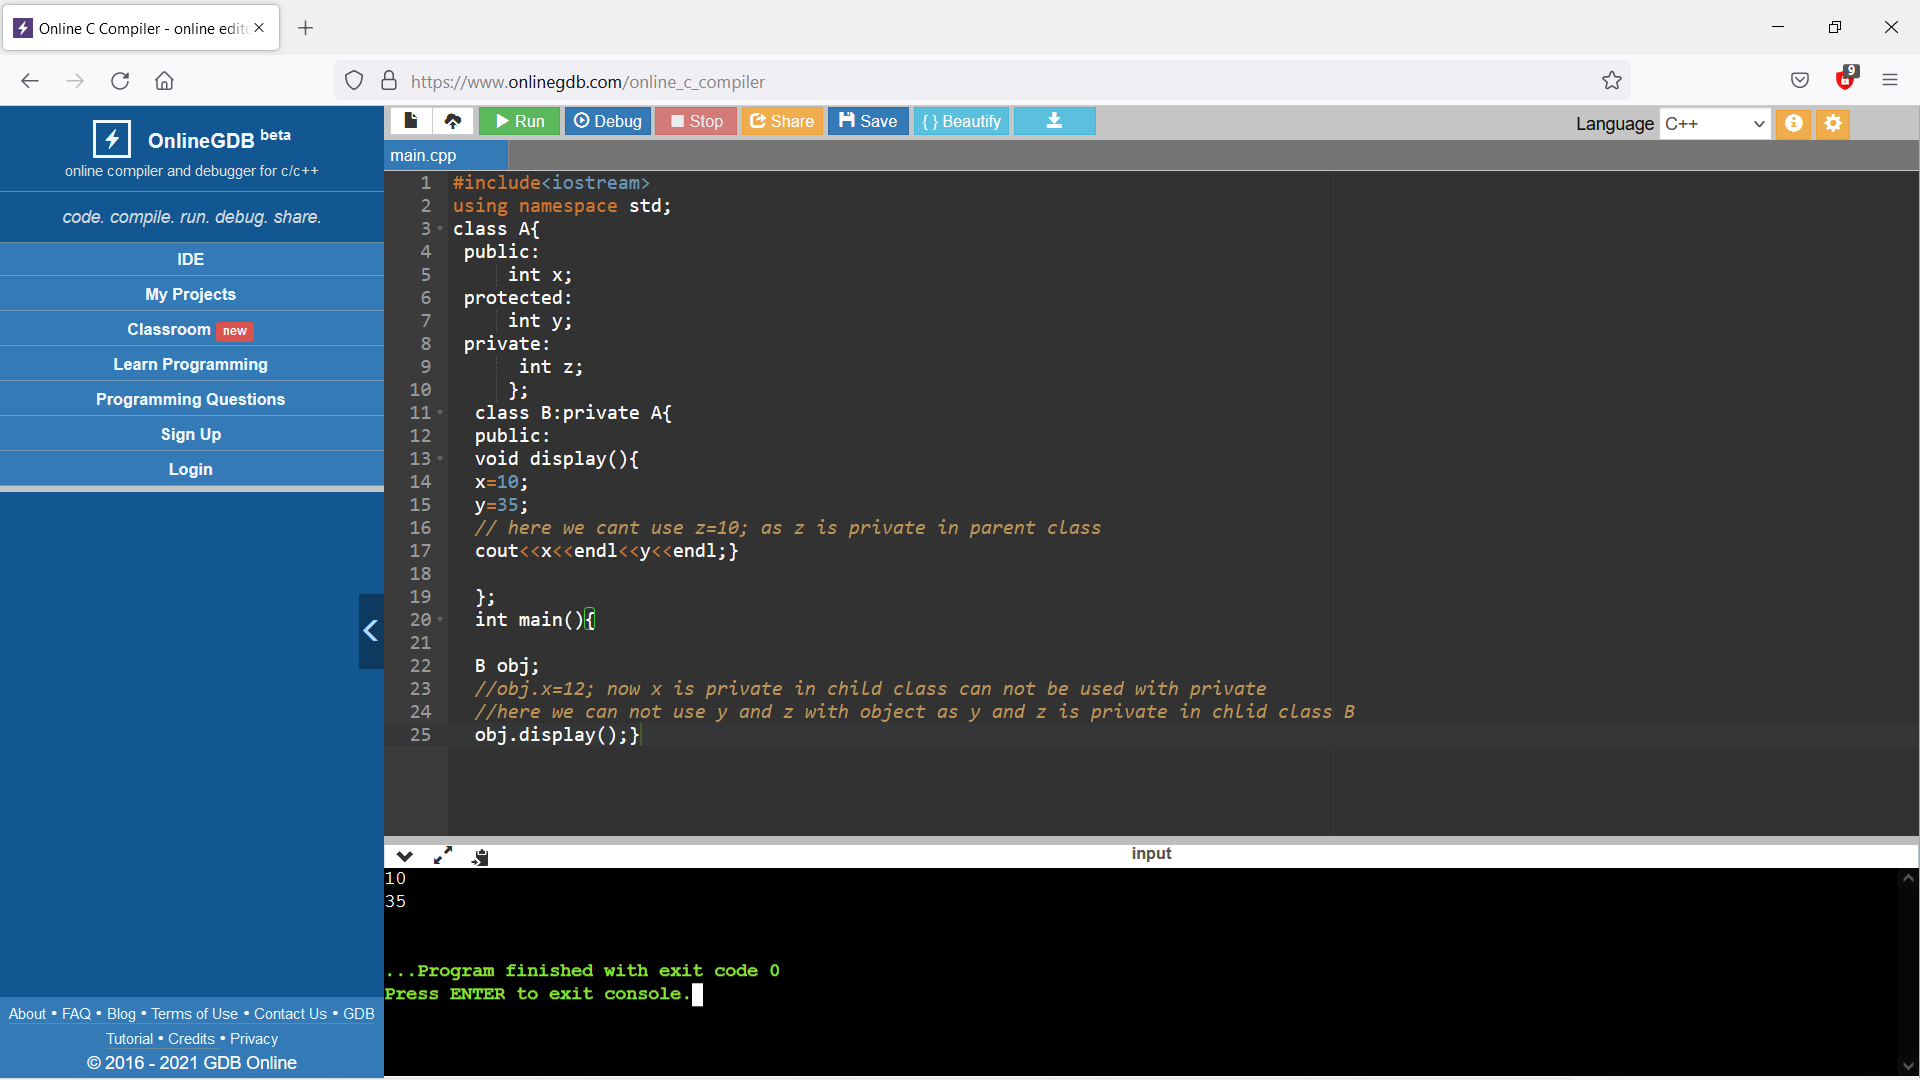 Online C Compiler - online edito
https://www.onlinegdb.com/online_c_compiler
9
OnlineGDB beta
online compiler and debugger for c/c++
code. compile. run. debug. share.
IDE
My Projects
Classroom new
Learn Programming
Programming Questions
Sign Up
Login
About • FAQ • Blog • Terms of Use • Contact Us • GDB
Tutorial • Credits • Privacy
© 2016 - 2021 GDB Online
Run Debug Stop Share Save { } Beautify
Language C++
main.cpp
1 #include<iostream>
2 using namespace std;
3 class A{
4 public:
5 int x;
6 protected:
7 int y;
8 private:
9 int z;
10 };
11 class B:private A{
12 public:
13 void display(){
14 x=10;
15 y=35;
16 // here we cant use z=10; as z is private in parent class
17 cout<<x<<endl<<y<<endl;}
18
19 };
20 int main(){
21
22 B obj;
23 //obj.x=12; now x is private in child class can not be used with private
24 //here we can not use y and z with object as y and z is private in chlid class B
25 obj.display();}
input
10
35
...Program finished with exit code 0
Press ENTER to exit console.